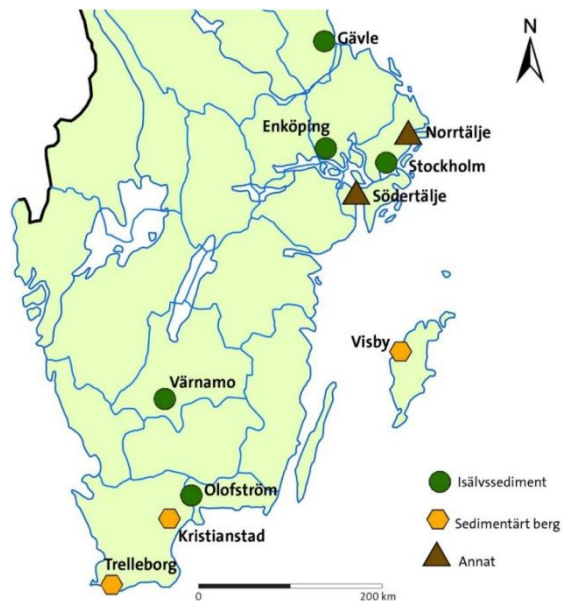 N
Gävle
Enköping
Norrtälje
Stockholm
Södertälje
Visby
Värnamo
Olofström
Kristianstad
Trelleborg
Isälvssediment
Sedimentärt berg
Annat
0
200 km